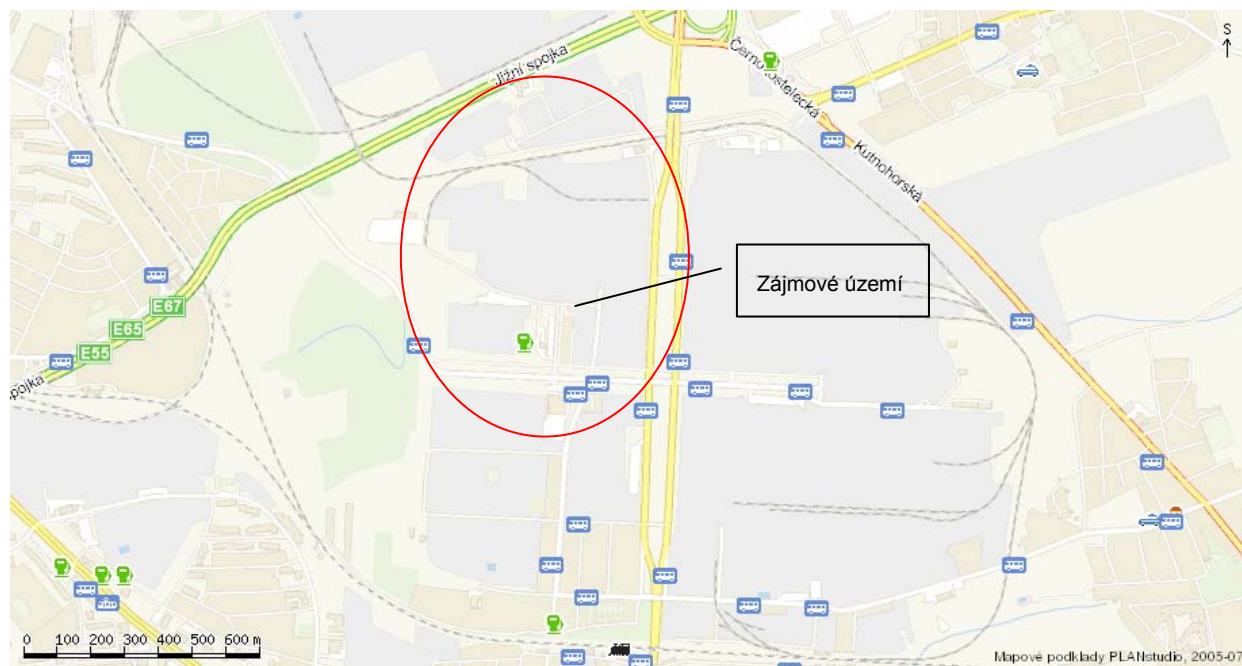 S
Jižní spojka
Černokostelecká
Kutnohorská
Zájmové území
E67
E65
E55
spojka
0 100 200 300 400 500 600 m
Mapové podklady PLANstudio, 2005-07